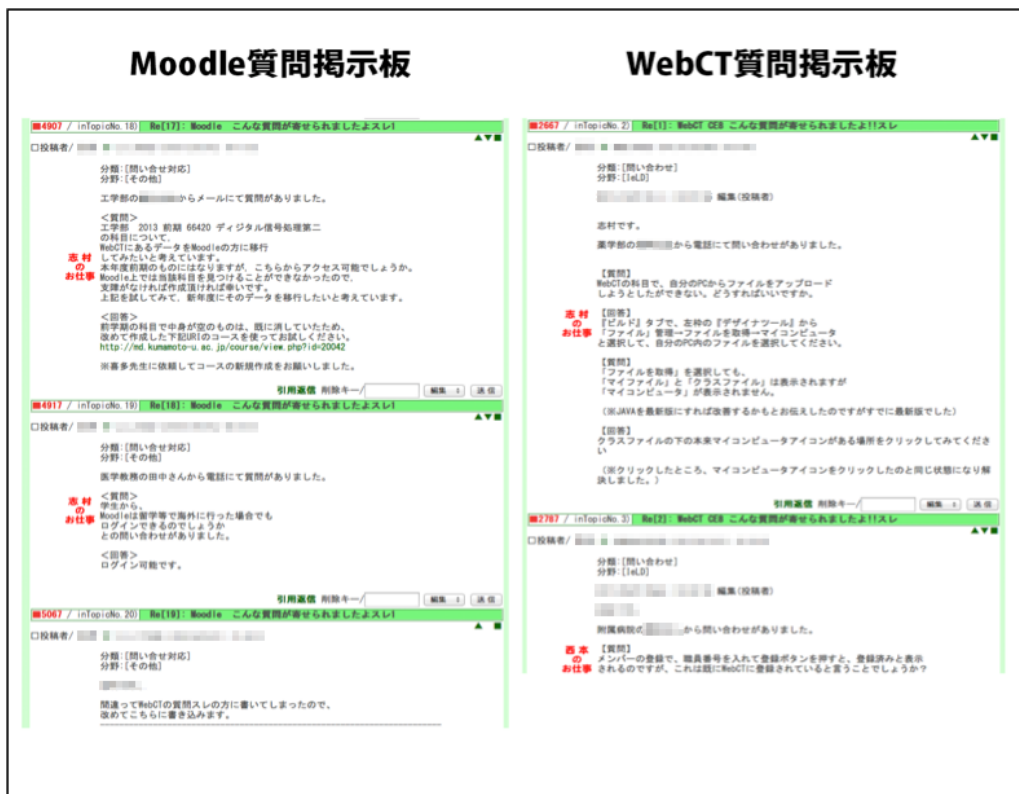 Moodle質問掲示板
■4907 / inTopicNo.18) Re[17]: Moodle こんな質問が寄せられましたよスレ1
▲▼■
□投稿者/
分類:[問い合せ対応]
分野:[その他]
工学部の からメールにて質問がありました。
<質問>
工学部 2013 前期 66420 ディジタル信号処理第二
の科目について、
WebCTにあるデータをMoodleの方に移行
してみたいと考えています。
本年度前期のものにはなりますが、こちらからアクセス可能でしょうか。
Moodle上では当該科目を見つけることができなかったので、
支障がなければ作成頂ければ幸いです。
上記を試してみて、新年度にそのデータを移行したいと考えています。
志村
の
お仕事
<回答>
前学期の科目で中身が空のものは、既に消していたため、
改めて作成した下記URIのコースを使ってお試しください。
http://md.kumamoto-u.ac.jp/course/view.php?id=20042
※喜多先生に依頼してコースの新規作成をお願いしました。
引用返信 削除キー/ 編集 送信
■4917 / inTopicNo.19) Re[18]: Moodle こんな質問が寄せられましたよスレ1
▲▼■
□投稿者/
分類:[問い合せ対応]
分野:[その他]
医学教務の田中さんから電話にて質問がありました。
<質問>
学生から、
Moodleは留学等で海外に行った場合でも
ログインできるのでしょうか
との問い合わせがありました。
志村
の
お仕事
<回答>
ログイン可能です。
引用返信 削除キー/ 編集 送信
■5067 / inTopicNo.20) Re[19]: Moodle こんな質問が寄せられましたよスレ1
▲ ■
□投稿者/
分類:[問い合せ対応]
分野:[その他]
間違ってWebCTの質問スレの方に書いてしまったので、
改めてこちらに書き込みます。
WebCT質問掲示板
■2667 / inTopicNo.2) Re[1]: WebCT CE8 こんな質問が寄せられましたよ!!スレ
▲▼■
□投稿者/
分類:[問い合わせ]
分野:[IeLD]
編集(投稿者)
志村です。
薬学部の から電話にて問い合わせがありました。
【質問】
WebCTの科目で、自分のPCからファイルをアップロード
しようとしたができない。どうすればいいですか。
【回答】
『ビルド』タブで、左枠の『デザイナツール』から
「ファイル」管理→ファイルを取得→マイコンピュータ
と選択して、自分のPC内のファイルを選択してください。
志村
の
お仕事
【質問】
「ファイルを取得」を選択しても、
「マイファイル」と「クラスファイル」は表示されますが
「マイコンピュータ」が表示されません。
(※JAVAを最新版にすれば改善するかもとお伝えしたのですがすでに最新版でした)
【回答】
クラスファイルの下の本来マイコンピュータアイコンがある場所をクリックしてみてくださ
い
(※クリックしたところ、マイコンピュータアイコンをクリックしたのと同じ状態になり解
決しました。)
引用返信 削除キー/ 編集 送信
■2787 / inTopicNo.3) Re[2]: WebCT CE8 こんな質問が寄せられましたよ!!スレ
▲▼■
□投稿者/
分類:[問い合わせ]
分野:[IeLD]
編集(投稿者)
附属病院の から問い合わせがありました。
【質問】
メンバーの登録で、職員番号を入れて登録ボタンを押すと、登録済みと表示
されるのですが、これは既にWebCTに登録されていると言うことでしょうか?
西本
の
お仕事